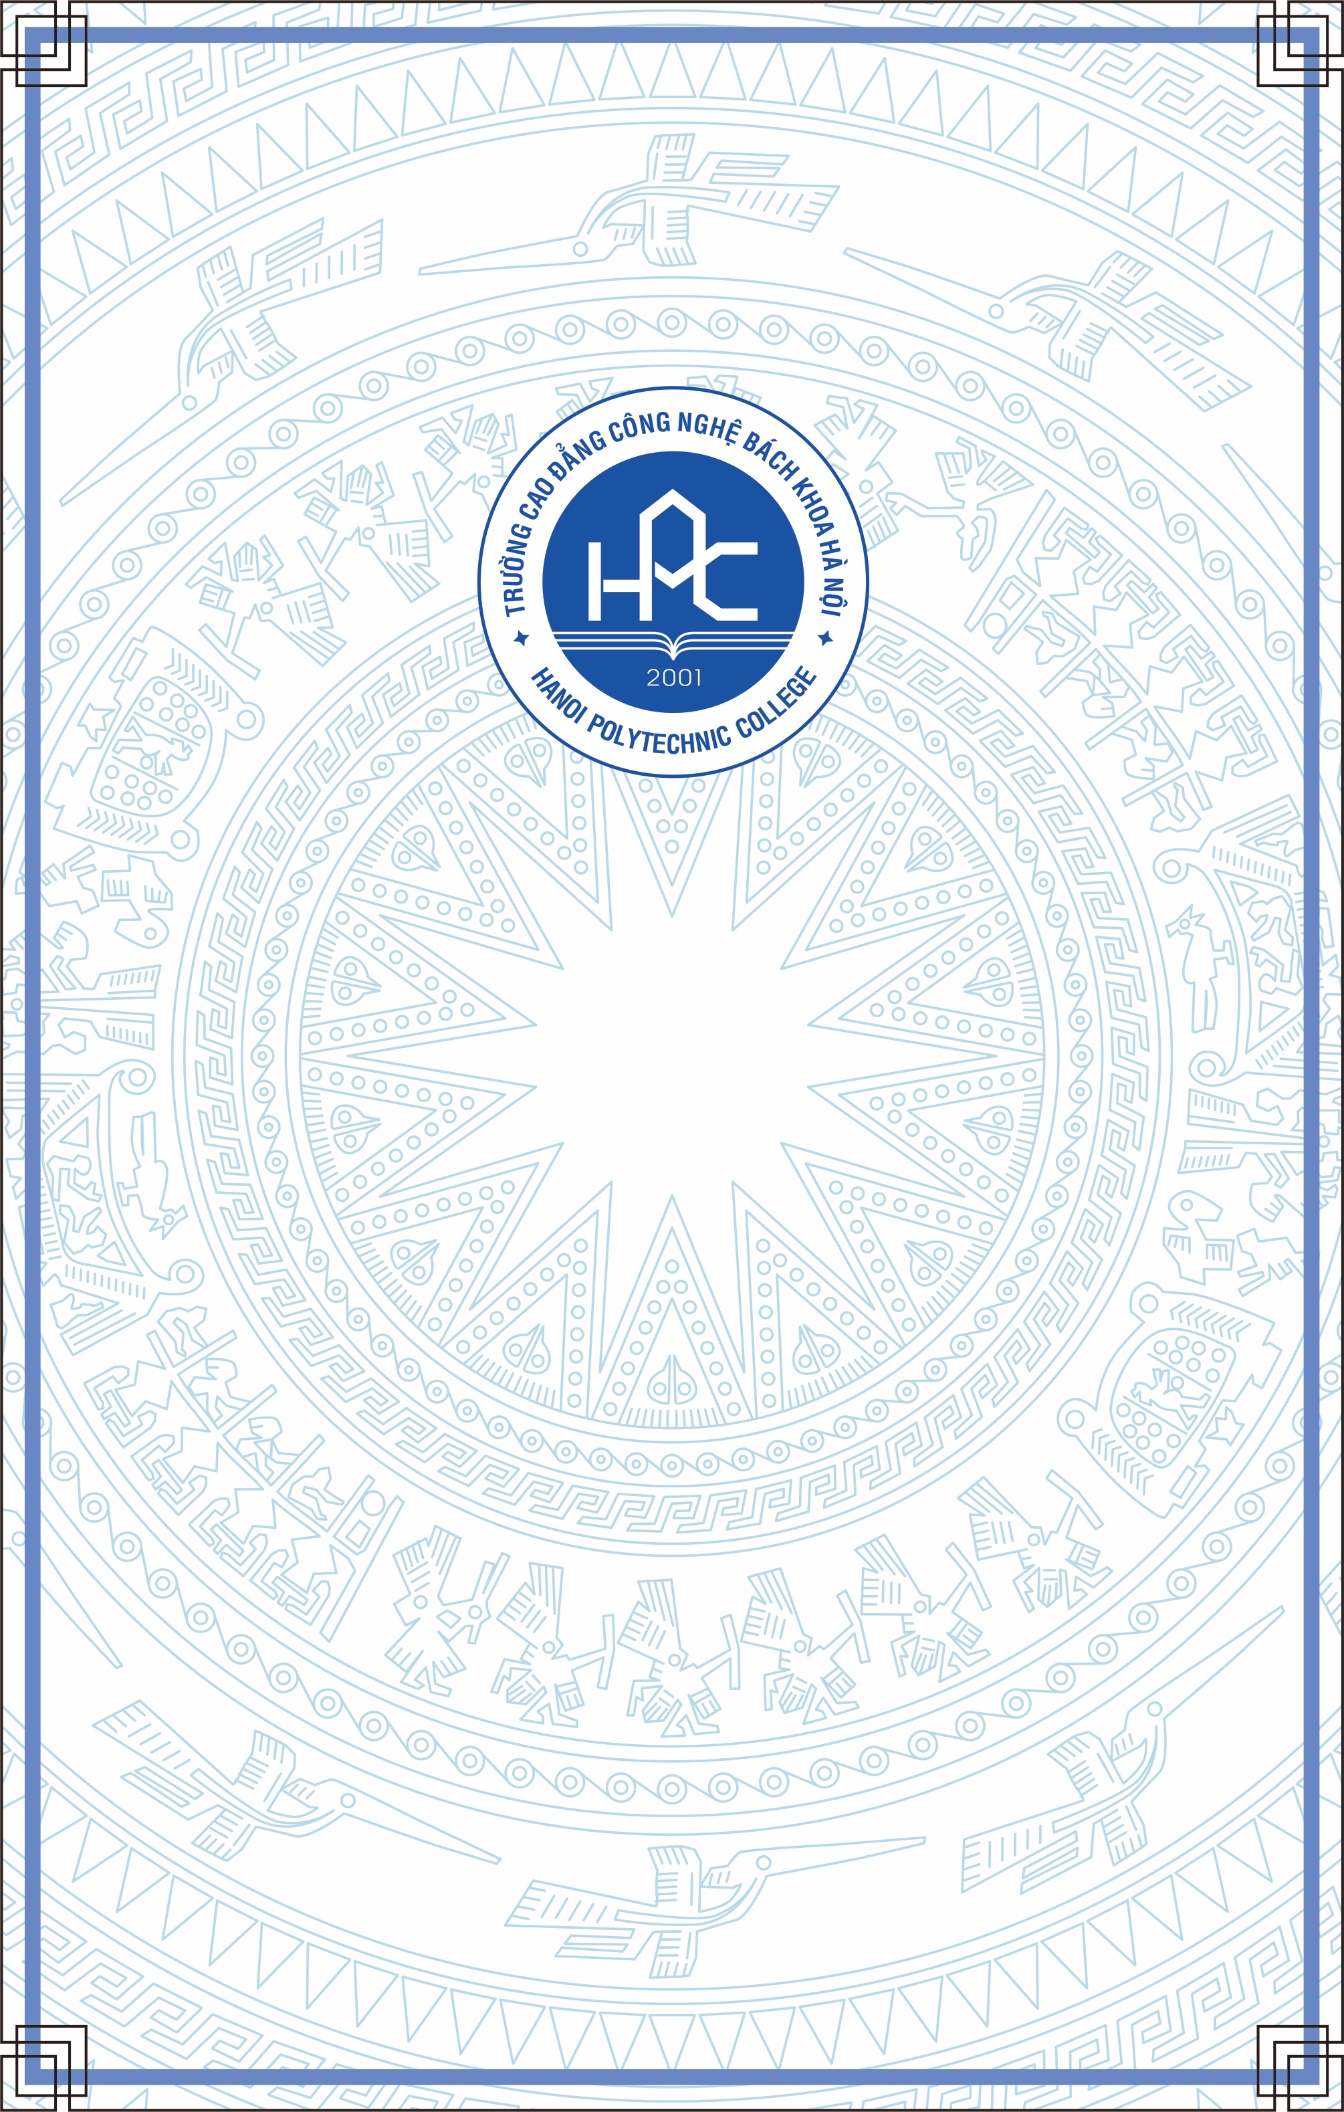 TRƯỜNG CAO ĐẲNG CÔNG NGHỆ BÁCH KHOA HÀ NỘI
HPC
2001
HANOI POLYTECHNIC COLLEGE